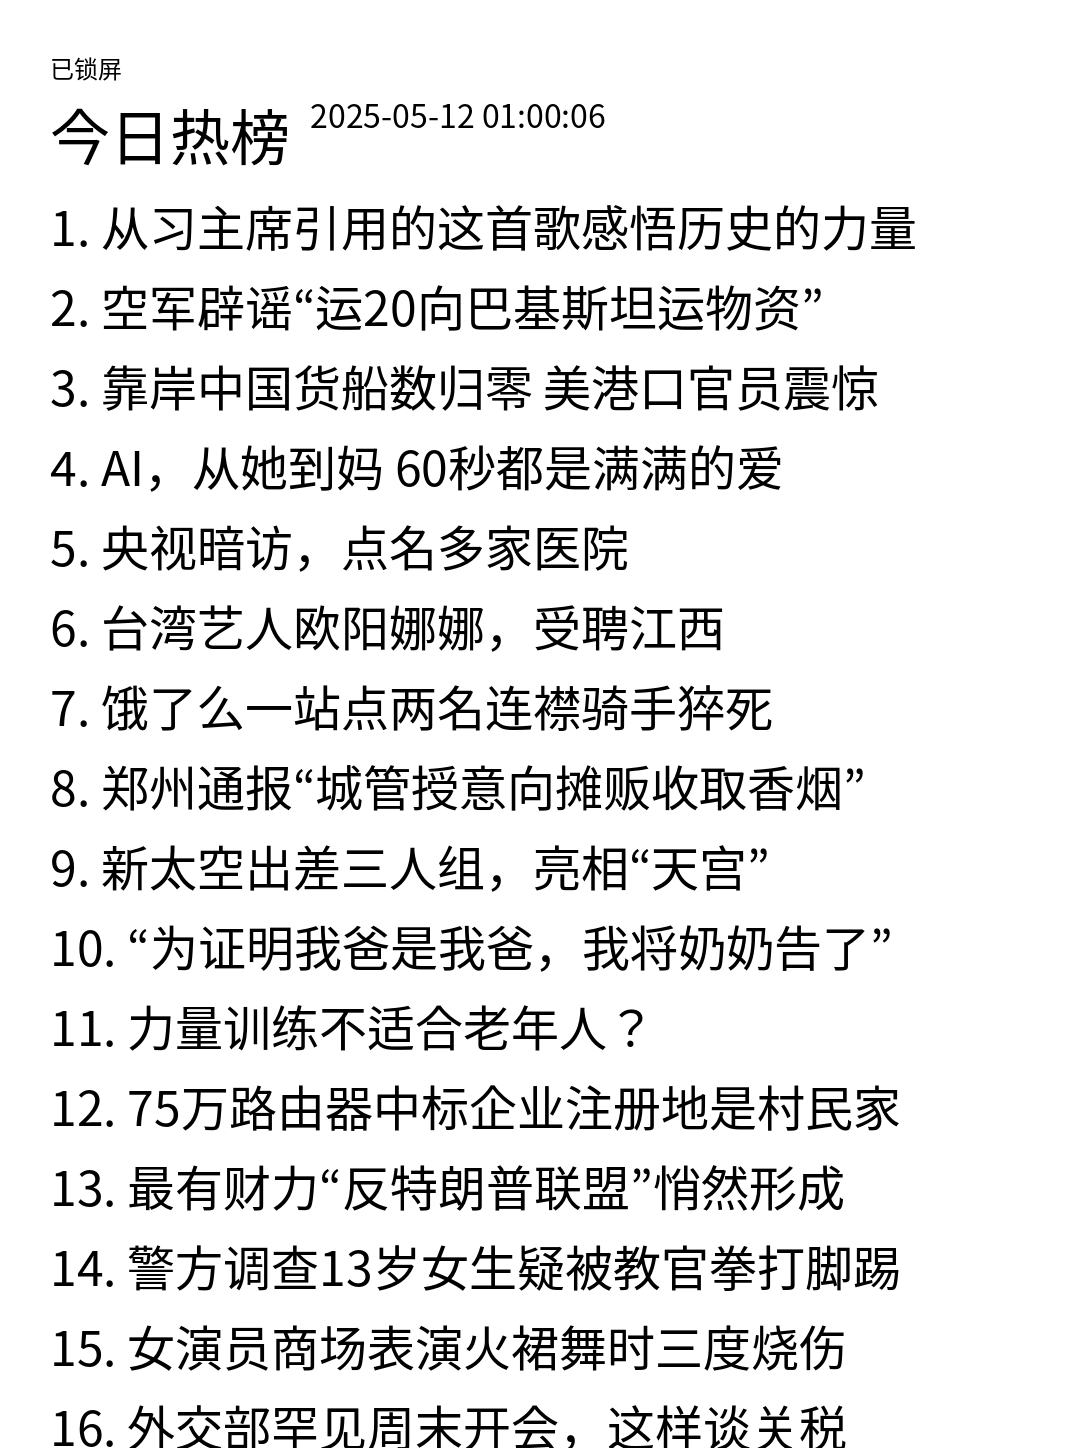 已锁屏
今日热榜 2025-05-12 01:00:06
1. 从习主席引用的这首歌感悟历史的力量
2. 空军辟谣“运20向巴基斯坦运物资”
3. 靠岸中国货船数归零 美港口官员震惊
4. AI，从她到妈 60秒都是满满的爱
5. 央视暗访，点名多家医院
6. 台湾艺人欧阳娜娜，受聘江西
7. 饿了么一站点两名连襟骑手猝死
8. 郑州通报“城管授意向摊贩收取香烟”
9. 新太空出差三人组，亮相“天宫”
10. “为证明我爸是我爸，我将奶奶告了”
11. 力量训练不适合老年人？
12. 75万路由器中标企业注册地是村民家
13. 最有财力“反特朗普联盟”悄然形成
14. 警方调查13岁女生疑被教官拳打脚踢
15. 女演员商场表演火裙舞时三度烧伤
16. 外交部罕见周末开会，这样谈关税